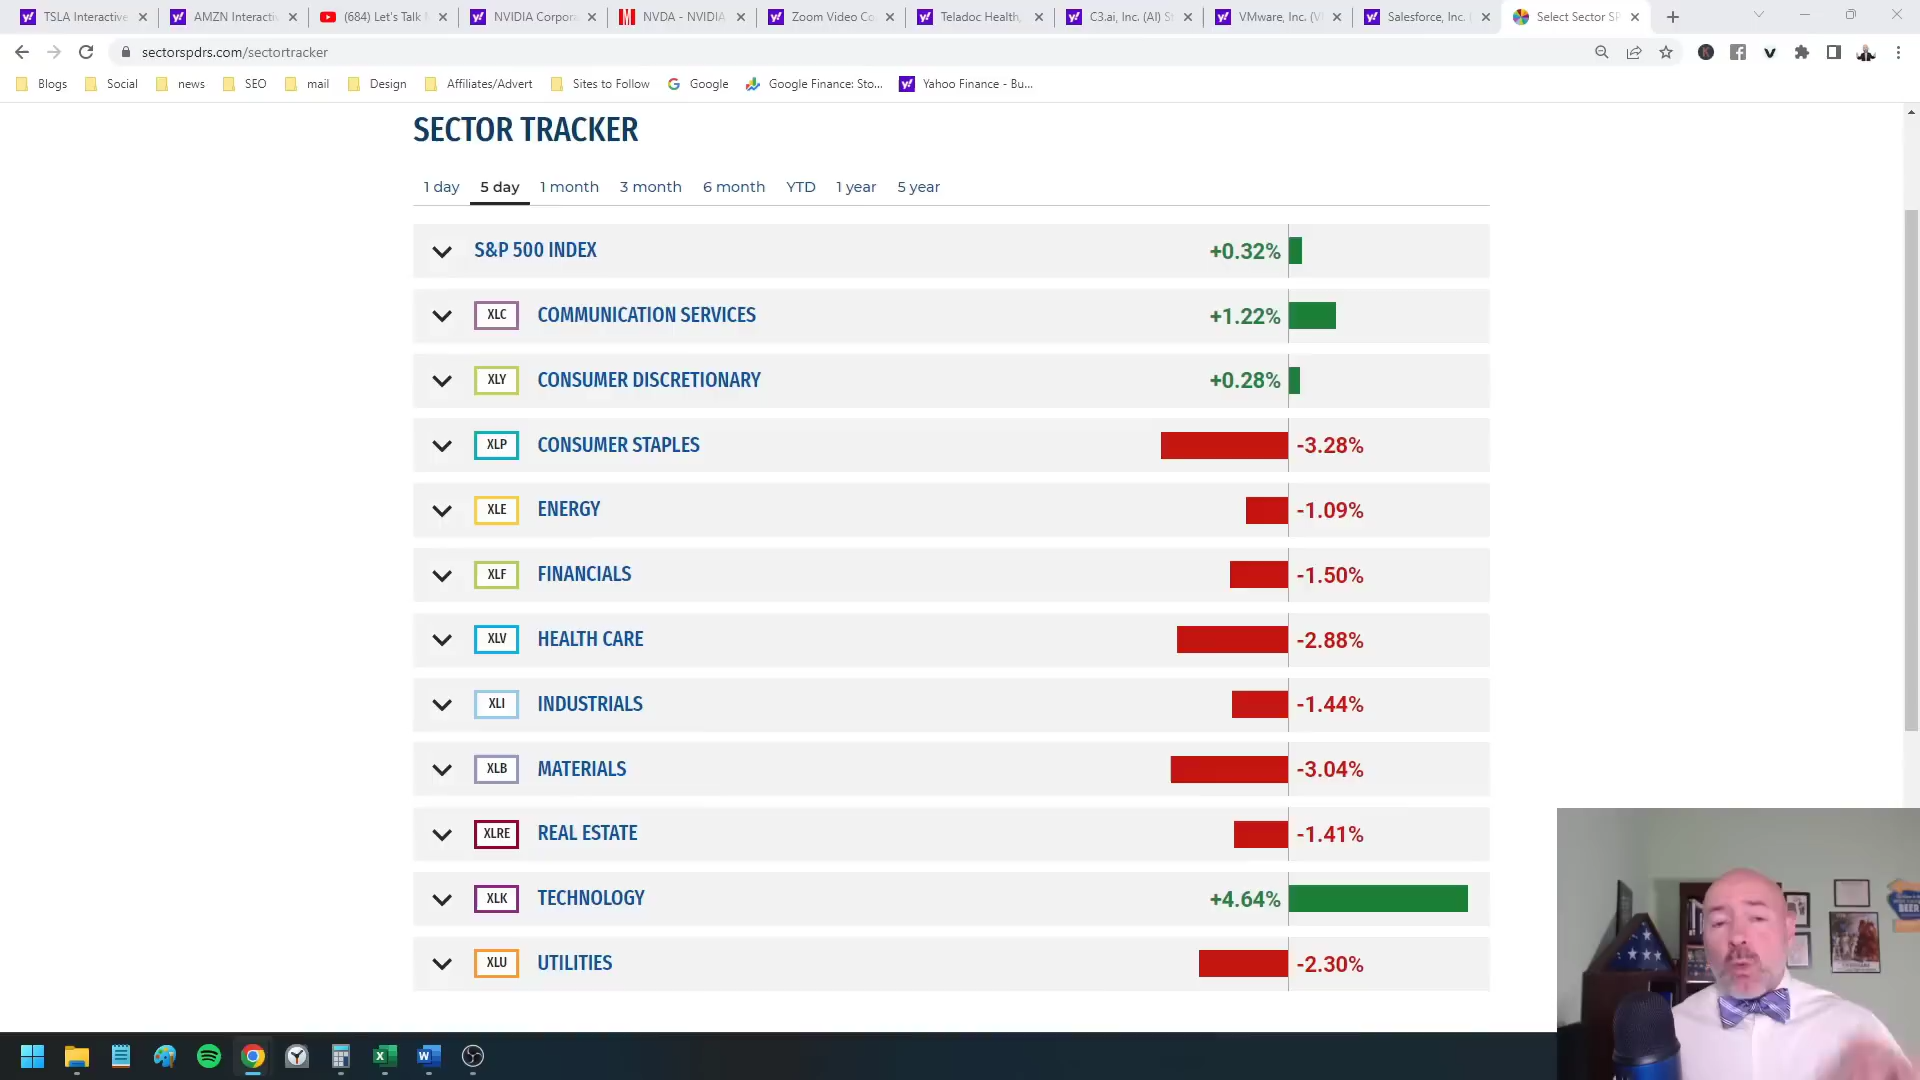 TSLA Interactive
AMZN Interacti
(684) Let's Talk
NVIDIA Corpora
NVDA - NVIDIA
Zoom Video Co
Teladoc Health,
C3.ai, Inc. (AI) S
VMware, Inc. (V
Salesforce, Inc.
Select Sector SP
sectorspdrs.com/sectortracker
Blogs
Social
news
SEO
mail
Design
Affiliates/Advert
Sites to Follow
Google
Google Finance: Sto...
Yahoo Finance - Bu...
SECTOR TRACKER
1 day 5 day 1 month 3 month 6 month YTD 1 year 5 year
S&P 500 INDEX +0.32%
XLC COMMUNICATION SERVICES +1.22%
XLY CONSUMER DISCRETIONARY +0.28%
XLP CONSUMER STAPLES -3.28%
XLE ENERGY -1.09%
XLF FINANCIALS -1.50%
XLV HEALTH CARE -2.88%
XLI INDUSTRIALS -1.44%
XLB MATERIALS -3.04%
XLRE REAL ESTATE -1.41%
XLK TECHNOLOGY +4.64%
XLU UTILITIES -2.30%
BEER